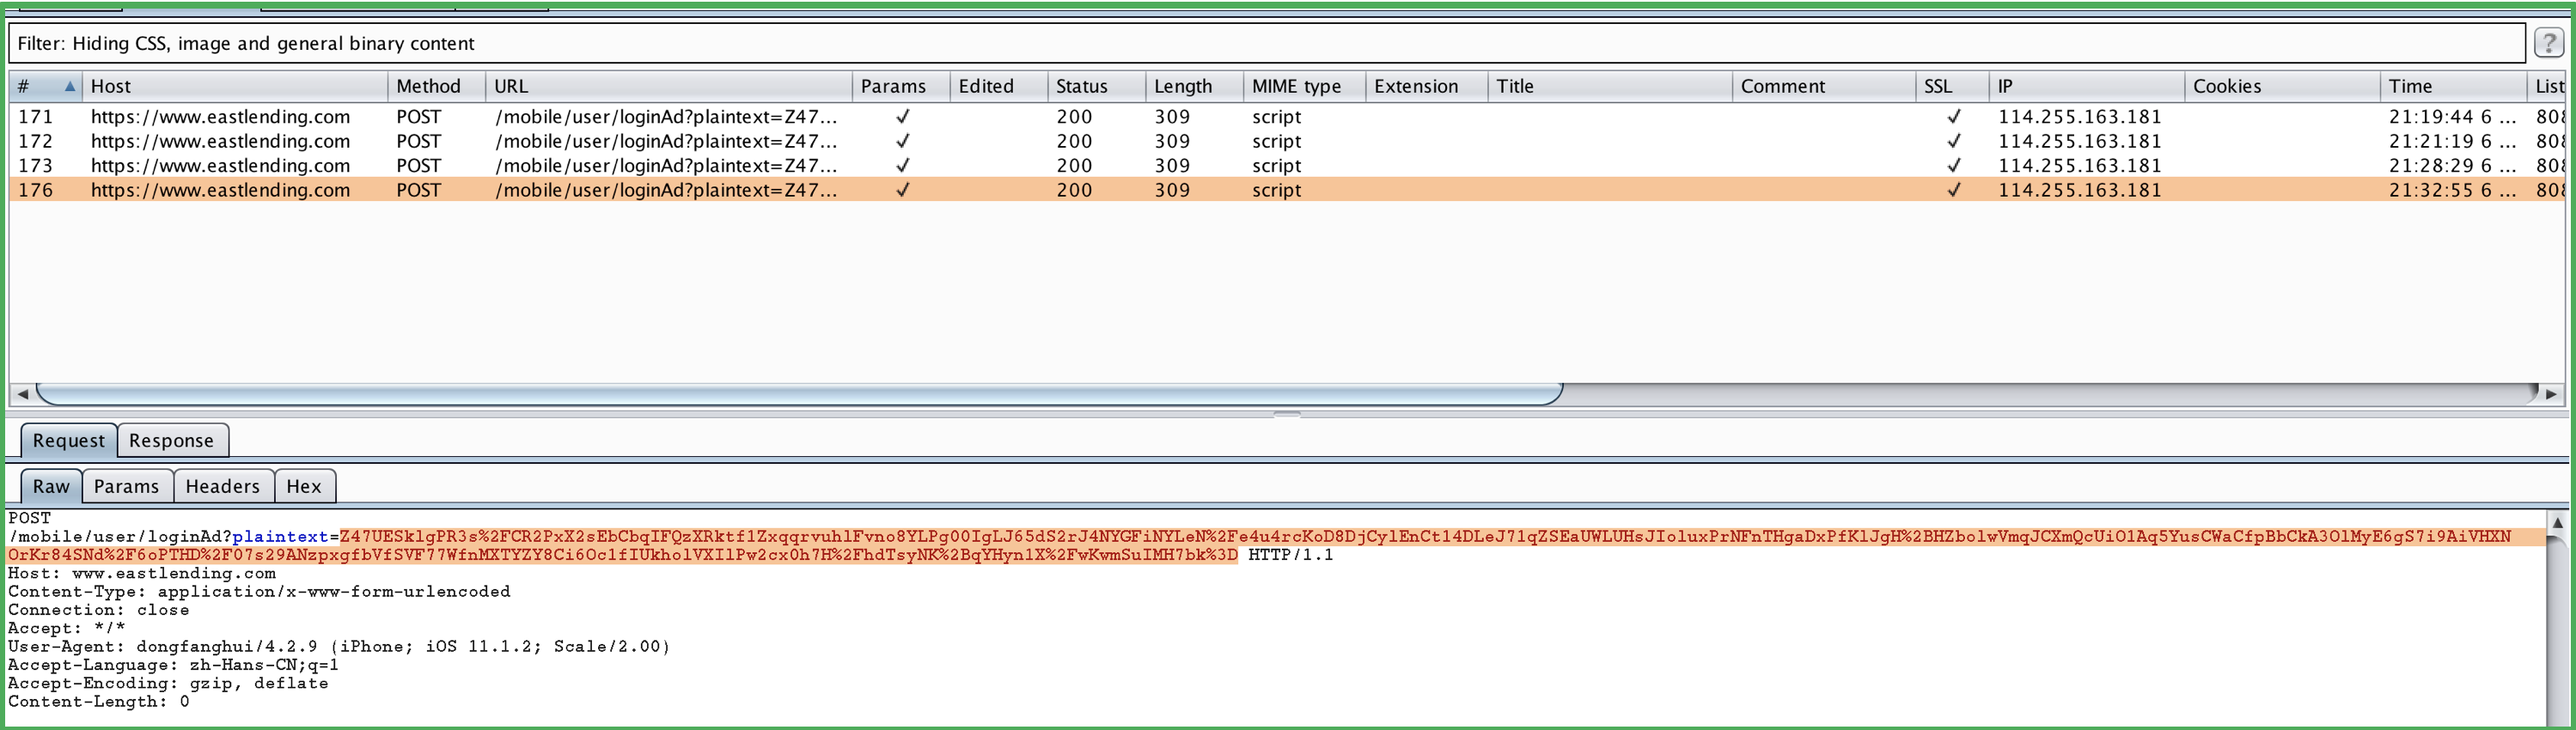 Filter: Hiding CSS, image and general binary content
?
# Host Method URL Params Edited Status Length MIME type Extension Title Comment SSL IP Cookies Time List
171 https://www.eastlending.com POST /mobile/user/loginAd?plaintext=Z47... ✓ 200 309 script ✓ 114.255.163.181 21:19:44 6 ... 808
172 https://www.eastlending.com POST /mobile/user/loginAd?plaintext=Z47... ✓ 200 309 script ✓ 114.255.163.181 21:21:19 6 ... 808
173 https://www.eastlending.com POST /mobile/user/loginAd?plaintext=Z47... ✓ 200 309 script ✓ 114.255.163.181 21:28:29 6 ... 808
176 https://www.eastlending.com POST /mobile/user/loginAd?plaintext=Z47... ✓ 200 309 script ✓ 114.255.163.181 21:32:55 6 ... 808
Request Response
Raw Params Headers Hex
POST
/mobile/user/loginAd?plaintext=Z47UESklgPR3s%2FCR2PxX2sEbCbqIFQzXRktf1ZxqqrvuhlFvno8YLPg00IgLJ65dS2rJ4NYGFiNYLeN%2Fe4u4rcKoD8DjCylEnCt14DLeJ71qZSEaUWLUHsJIoluxPrNFnTHgaDxPfKlJgH%2BHZbolwVmqJCXmQcUiO1Aq5YusCWaCfpBbCkA3OlMyE6gS7i9AiVHXN
OrKr84SNd%2F6oPTHD%2F07s29ANzpxgfbVfSVF77WfnMXTYZY8Ci6Oc1fIUkholVXIlPw2cx0h7H%2FhdTsyNK%2BqYHynlX%2FwKwmSuIMH7bk%3D HTTP/1.1
Host: www.eastlending.com
Content-Type: application/x-www-form-urlencoded
Connection: close
Accept: */*
User-Agent: dongfanghui/4.2.9 (iPhone; iOS 11.1.2; Scale/2.00)
Accept-Language: zh-Hans-CN;q=1
Accept-Encoding: gzip, deflate
Content-Length: 0